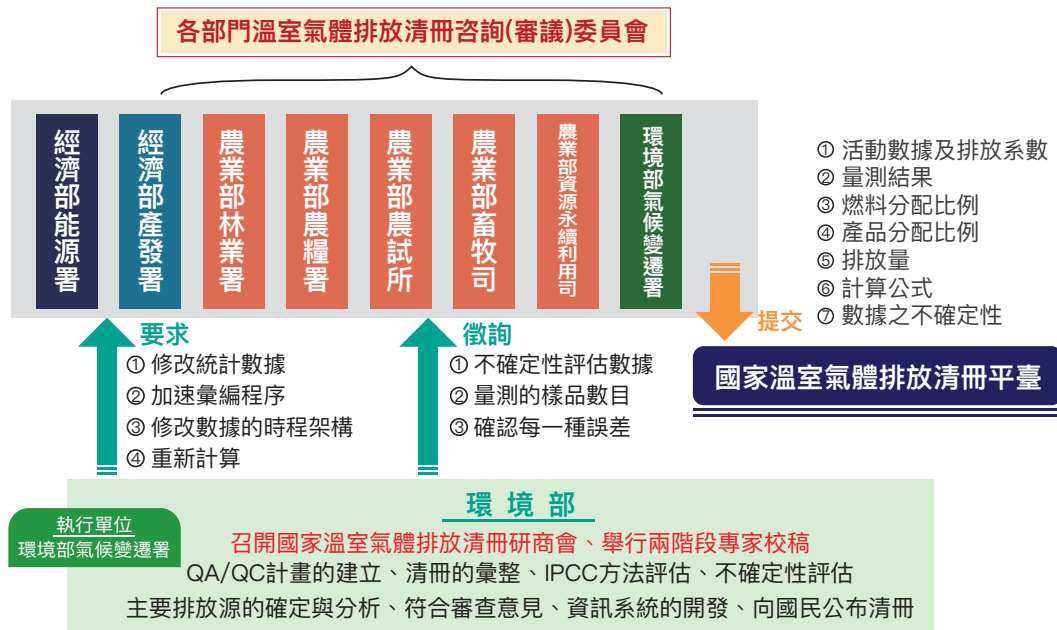 各部門溫室氣體排放清冊咨詢(審議)委員會
經濟部能源署
經濟部產發署
農業部林業署
農業部農糧署
農業部農試所
農業部畜牧司
農業部資源永續利用司
環境部氣候變遷署
① 活動數據及排放系數
② 量測結果
③ 燃料分配比例
④ 產品分配比例
⑤ 排放量
⑥ 計算公式
⑦ 數據之不確定性
提交
國家溫室氣體排放清冊平臺
要求
① 修改統計數據
② 加速彙編程序
③ 修改數據的時程架構
④ 重新計算
徵詢
① 不確定性評估數據
② 量測的樣品數目
③ 確認每一種誤差
執行單位
環境部氣候變遷署
環境部
召開國家溫室氣體排放清冊研商會、舉行兩階段專家校稿
QA/QC計畫的建立、清冊的彙整、IPCC方法評估、不確定性評估
主要排放源的確定與分析、符合審查意見、資訊系統的開發、向國民公布清冊